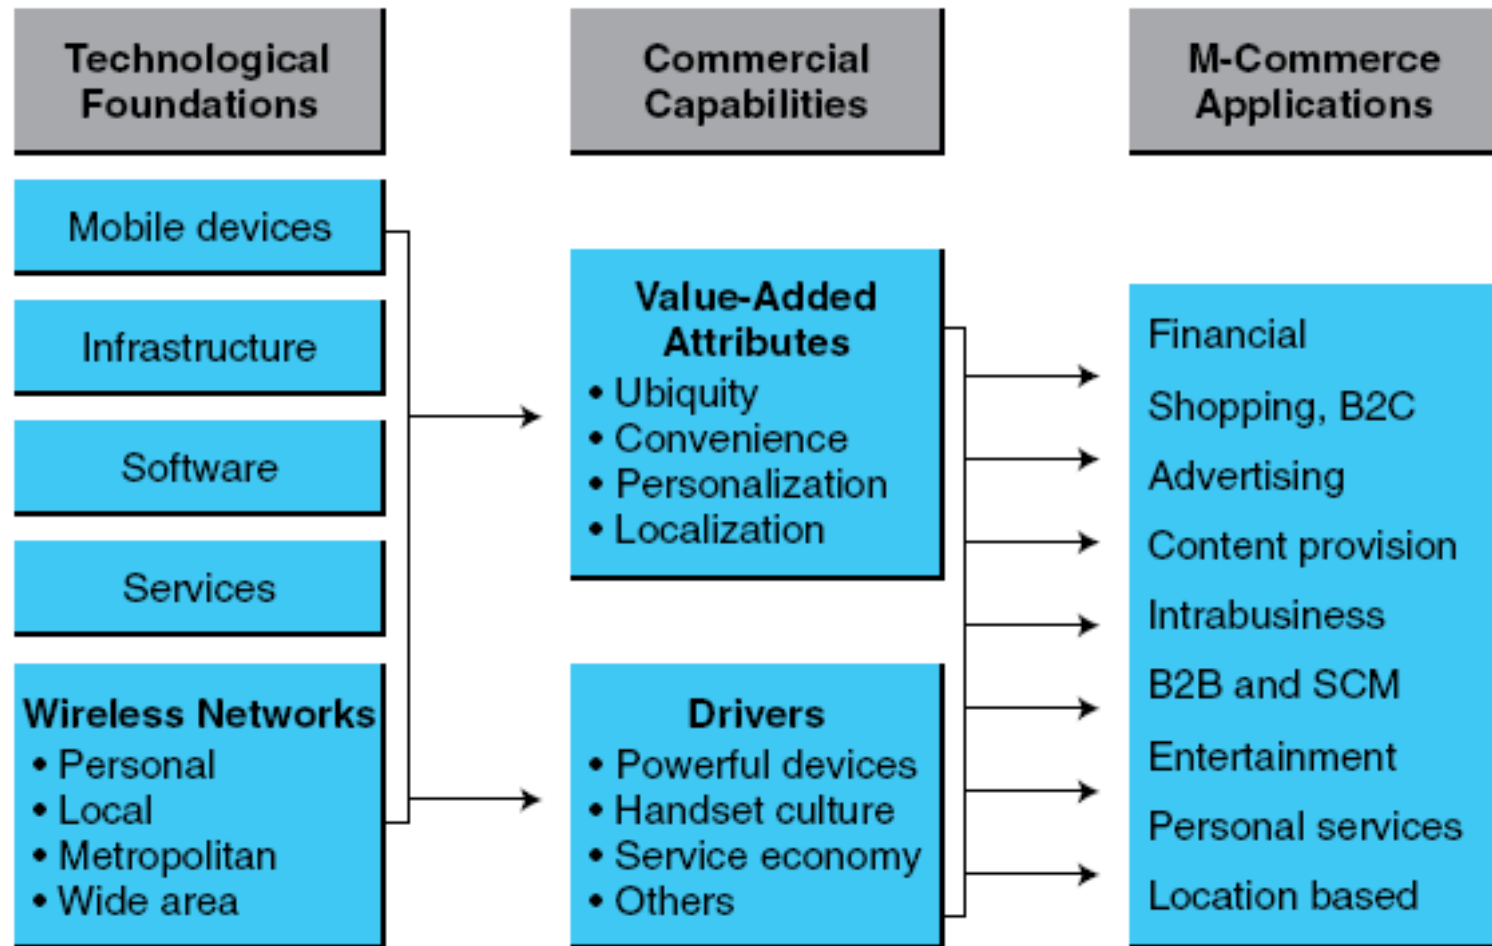 Technological
Foundations
Commercial
Capabilities
M-Commerce
Applications
Mobile devices
Infrastructure
Software
Services
Wireless Networks
• Personal
• Local
• Metropolitan
• Wide area
Value-Added
Attributes
• Ubiquity
• Convenience
• Personalization
• Localization
Drivers
• Powerful devices
• Handset culture
• Service economy
• Others
Financial
Shopping, B2C
Advertising
Content provision
Intrabusiness
B2B and SCM
Entertainment
Personal services
Location based